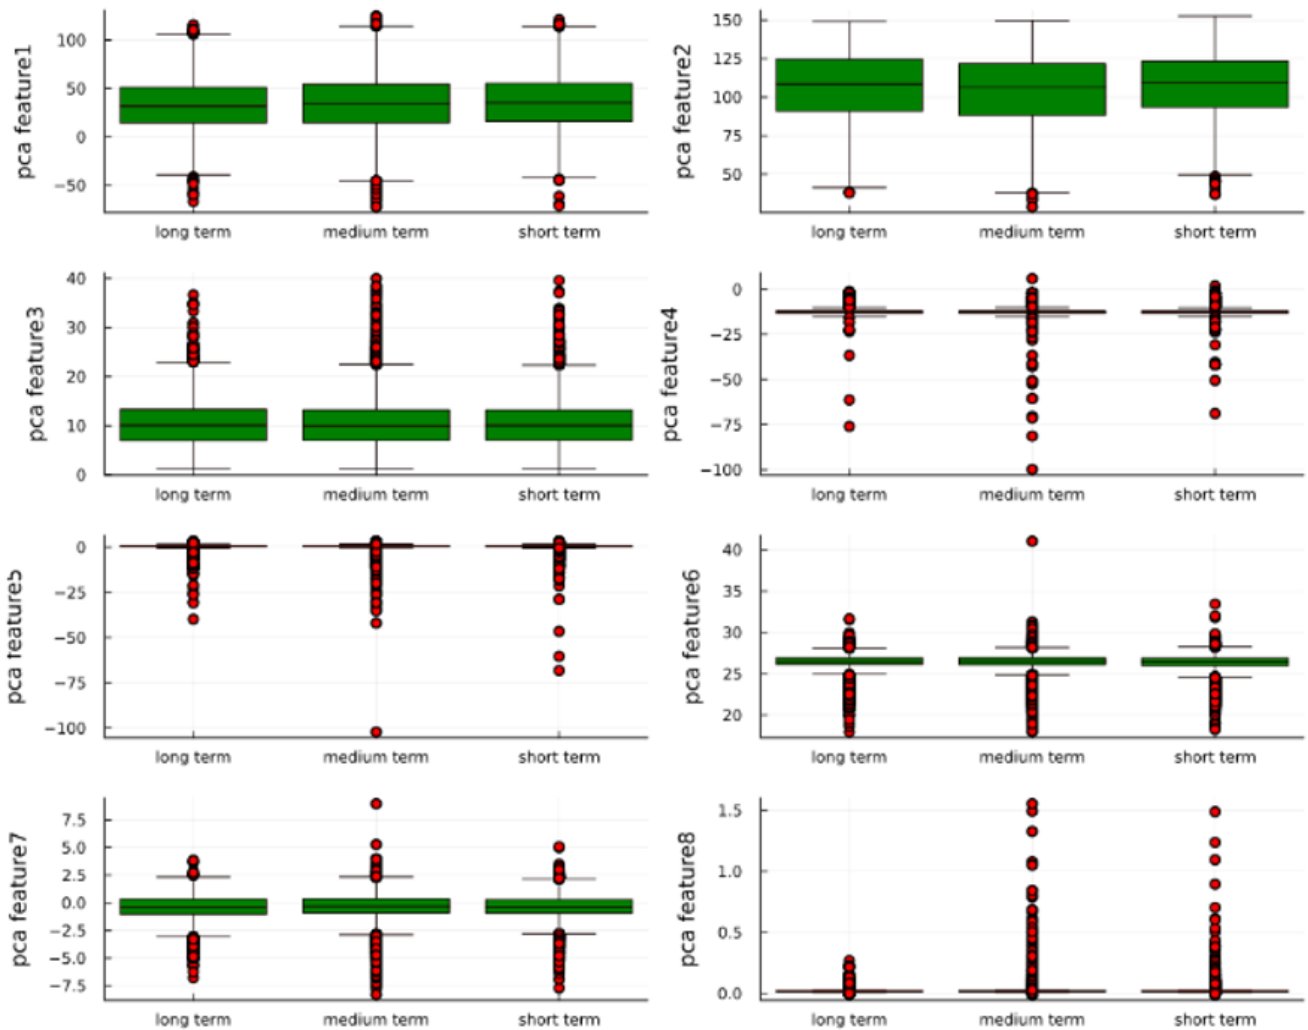 pca feature1
100
50
0
−50
long term medium term short term
pca feature2
150
125
100
75
50
long term medium term short term
pca feature3
40
30
20
10
0
long term medium term short term
pca feature4
0
−25
−50
−75
−100
long term medium term short term
pca feature5
0
−25
−50
−75
−100
long term medium term short term
pca feature6
40
35
30
25
20
long term medium term short term
pca feature7
7.5
5.0
2.5
0.0
−2.5
−5.0
−7.5
long term medium term short term
pca feature8
1.5
1.0
0.5
0.0
long term medium term short term